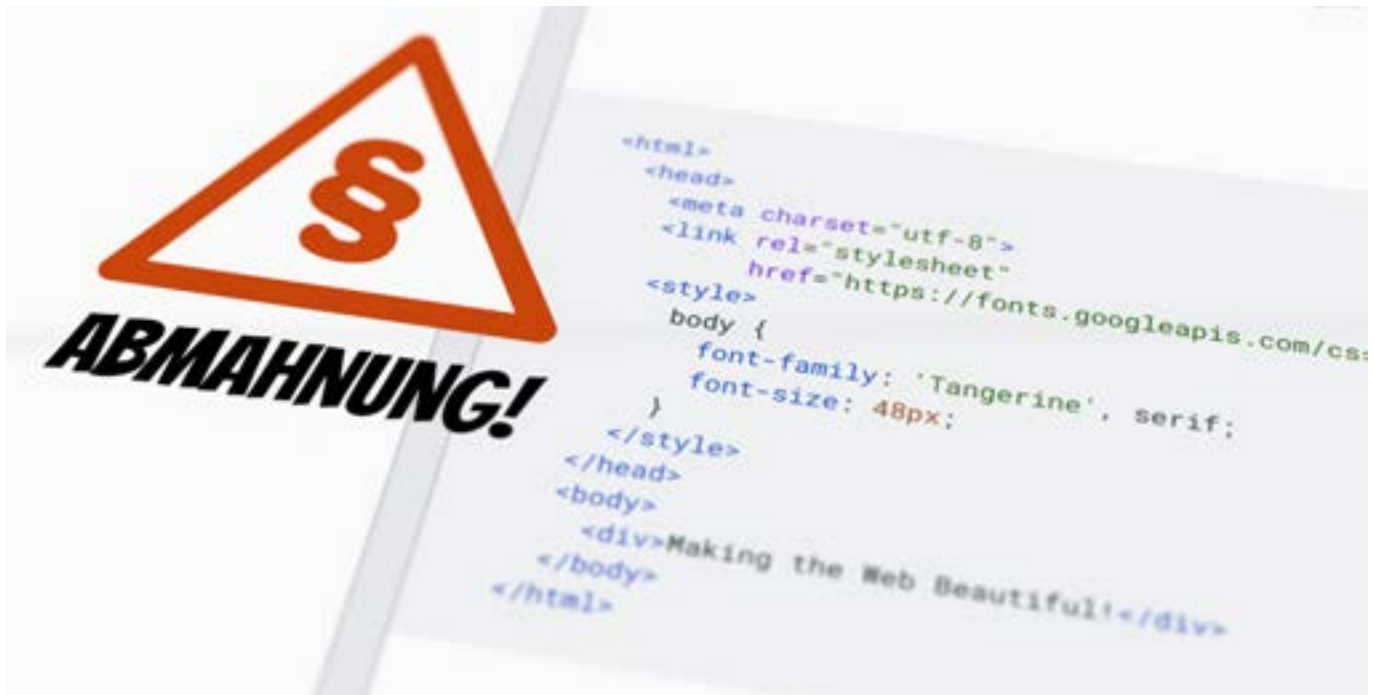 §
ABMAHNUNG!
<html>
<head>
<meta charset="utf-8">
<link rel="stylesheet"
href="https://fonts.googleapis.com/css
<style>
body {
font-family: 'Tangerine', serif;
font-size: 48px;
}
</style>
</head>
<body>
<div>Making the Web Beautiful!</div>
</body>
</html>